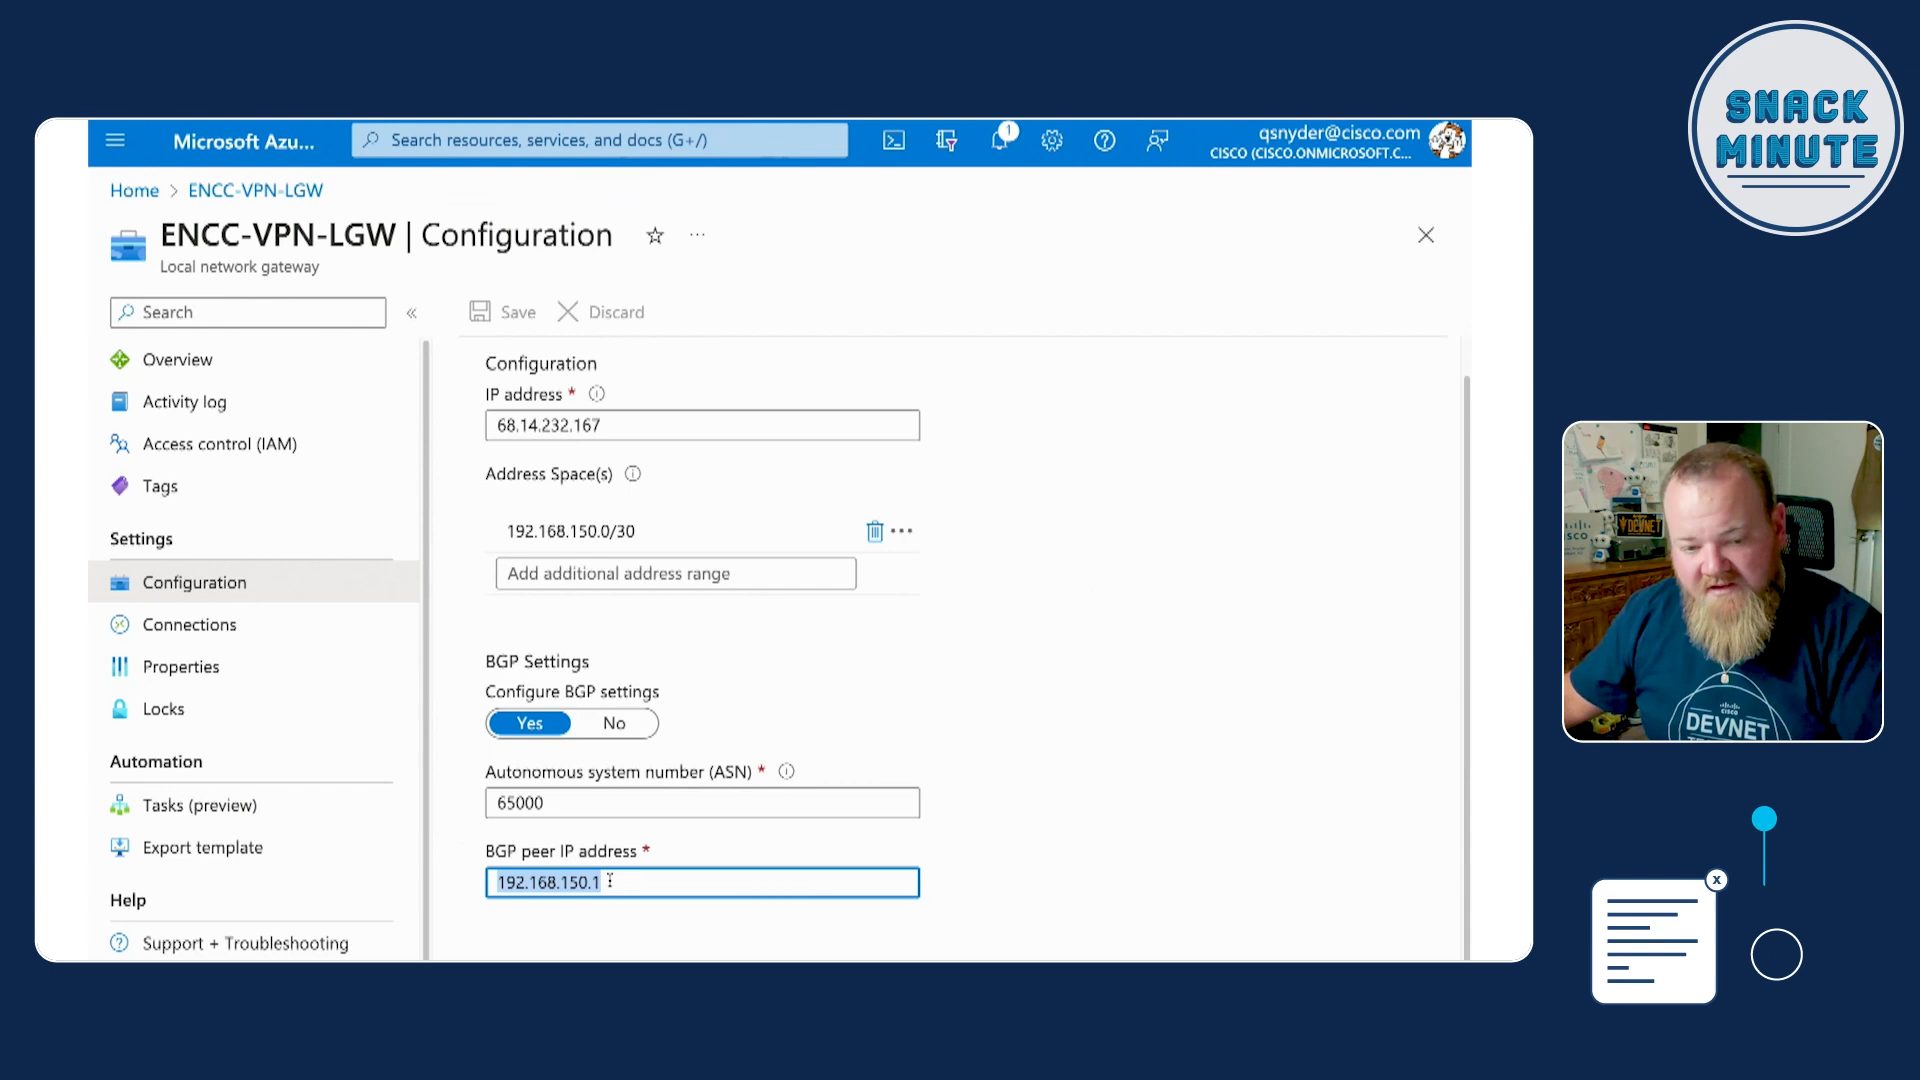 SNACK
MINUTE
Microsoft Azu...
Search resources, services, and docs (G+/)
1
qsnyder@cisco.com
CISCO (CISCO.ONMICROSOFT.C...
Home > ENCC-VPN-LGW
ENCC-VPN-LGW | Configuration
Local network gateway
Search
Save
Discard
Overview
Activity log
Access control (IAM)
Tags
Settings
Configuration
Connections
Properties
Locks
Automation
Tasks (preview)
Export template
Help
Support + Troubleshooting
Configuration
IP address *
68.14.232.167
Address Space(s)
192.168.150.0/30
Add additional address range
BGP Settings
Configure BGP settings
Yes No
Autonomous system number (ASN) *
65000
BGP peer IP address *
192.168.150.1
DEVNET
CISCO
DEVNET
x